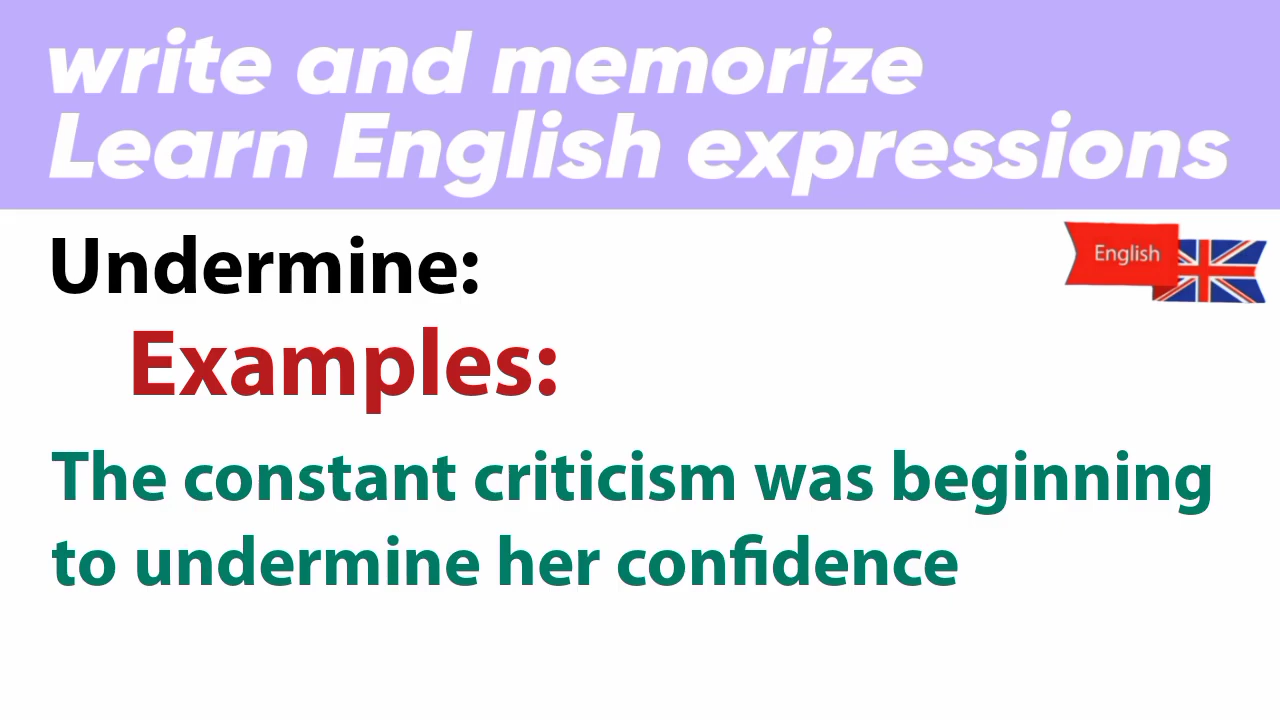 write and memorize
Learn English expressions
English
Undermine:
Examples:
The constant criticism was beginning
to undermine her confidence